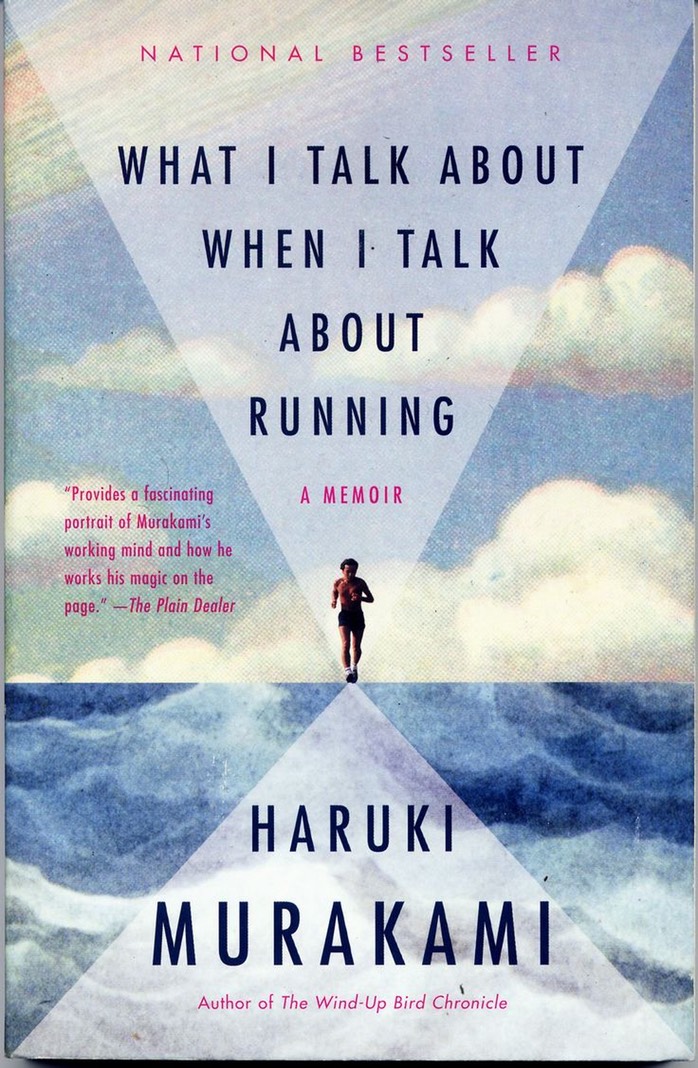 NATIONAL BESTSELLER
WHAT I TALK ABOUT
WHEN I TALK
ABOUT
RUNNING
A MEMOIR
“Provides a fascinating
portrait of Murakami’s
working mind and how he
works his magic on the
page.” —The Plain Dealer
HARUKI
MURAKAMI
Author of The Wind-Up Bird Chronicle